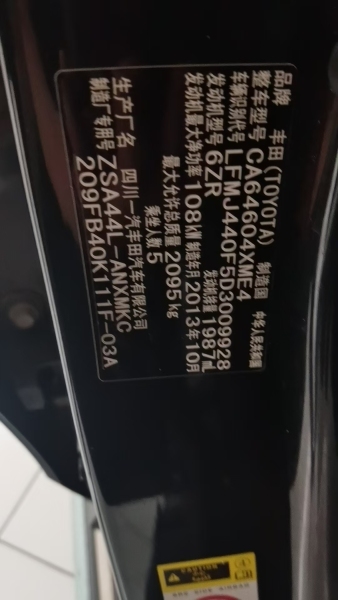 品牌 丰田(TOYOTA) 制造国 中华人民共和国
整车型号 CA64604XME4
车辆识别代号 LFMJ440F5D3009928
发动机型号 6ZR 发动机排量 1987mL
发动机最大净功率 108kW 制造年月 2013年10月
最大允许总质量 2095kg
乘坐人数 5
生产厂名 四川一汽丰田汽车有限公司
制造厂专用号 ZSA44L-ANXMKC
209FB40K111F-03A
CAUTION